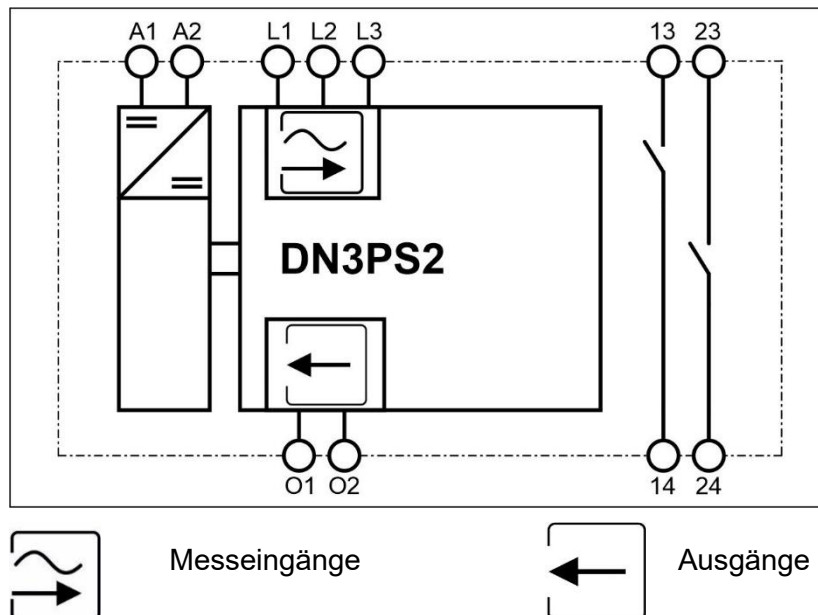 A1 A2 L1 L2 L3 13 23
DN3PS2
O1 O2 14 24
Messeingänge Ausgänge